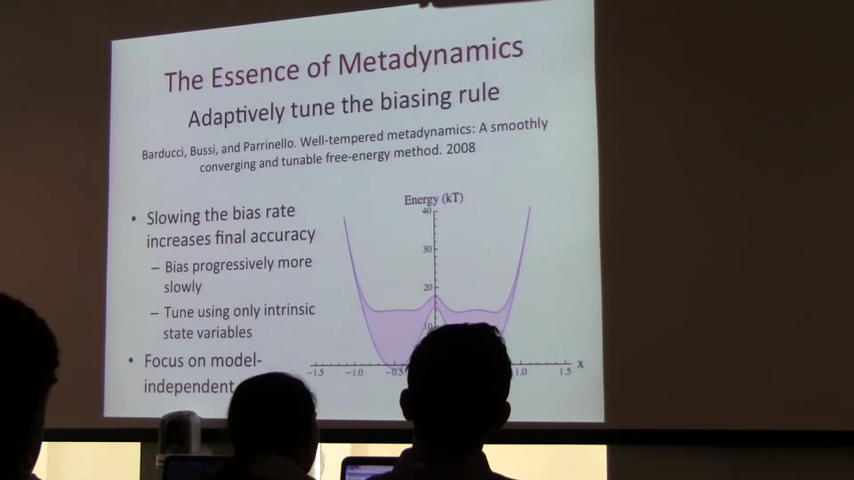 The Essence of Metadynamics
Adaptively tune the biasing rule
Barducci, Bussi, and Parrinello. Well-tempered metadynamics: A smoothly
converging and tunable free-energy method. 2008
• Slowing the bias rate
increases final accuracy
– Bias progressively more
slowly
– Tune using only intrinsic
state variables
• Focus on model-
independent
Energy (kT)
40
30
20
10
-1.5 -1.0 -0.5 1.0 1.5 x